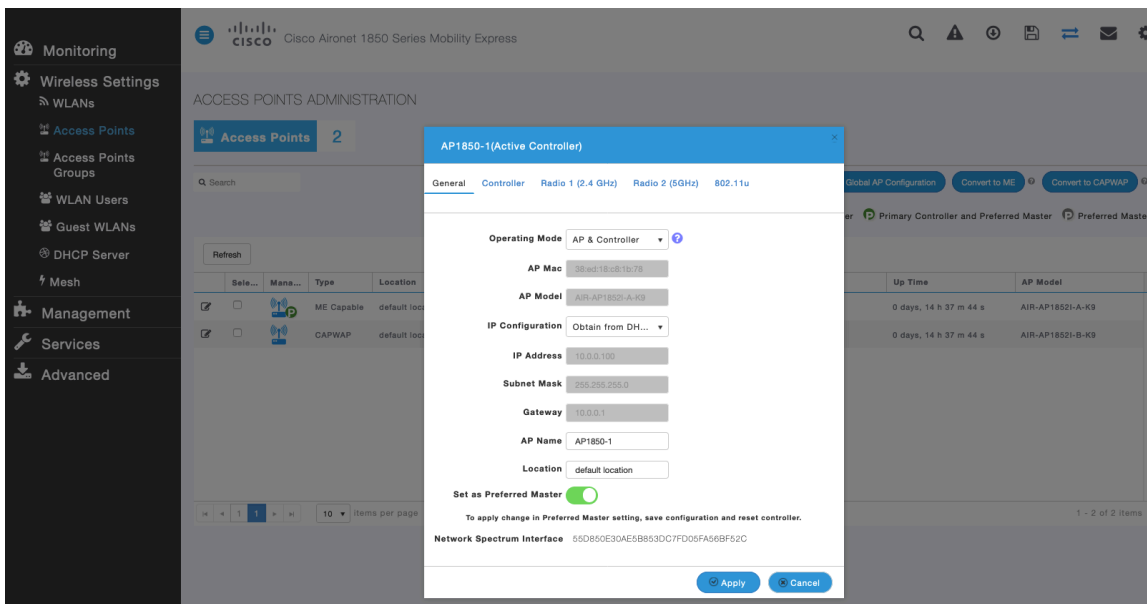 Monitoring
Wireless Settings
WLANs
Access Points
Access Points
Groups
WLAN Users
Guest WLANs
DHCP Server
Mesh
Management
Services
Advanced
CISCO Cisco Aironet 1850 Series Mobility Express
ACCESS POINTS ADMINISTRATION
Access Points 2
Search
Global AP Configuration Convert to ME Convert to CAPWAP
Primary Controller and Preferred Master P Preferred Maste
Refresh
Sele... Mana... Type Location Up Time AP Model
P ME Capable default loca 0 days, 14 h 37 m 44 s AIR-AP1852I-A-K9
CAPWAP default loca 0 days, 14 h 37 m 44 s AIR-AP1852I-B-K9
1 1 10 items per page 1 - 2 of 2 items
AP1850-1(Active Controller)
General Controller Radio 1 (2.4 GHz) Radio 2 (5GHz) 802.11u
Operating Mode AP & Controller ?
AP Mac 38:ed:18:c8:1b:78
AP Model AIR-AP1852I-A-K9
IP Configuration Obtain from DH...
IP Address 10.0.0.100
Subnet Mask 255.255.255.0
Gateway 10.0.0.1
AP Name AP1850-1
Location default location
Set as Preferred Master
To apply change in Preferred Master setting, save configuration and reset controller.
Network Spectrum Interface 55D850E30AE5B853DC7FD05FA56BF52C
Apply Cancel